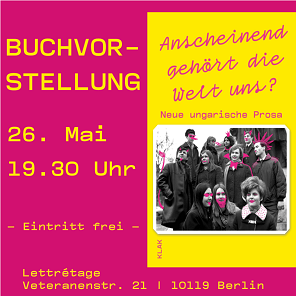 BUCHVOR-
STELLUNG
26. Mai
19.30 Uhr
– Eintritt frei –
Anscheinend
gehört die
Welt uns?
Neue ungarische Prosa
KLAK
Lettrétage
Veteranenstr. 21 | 10119 Berlin